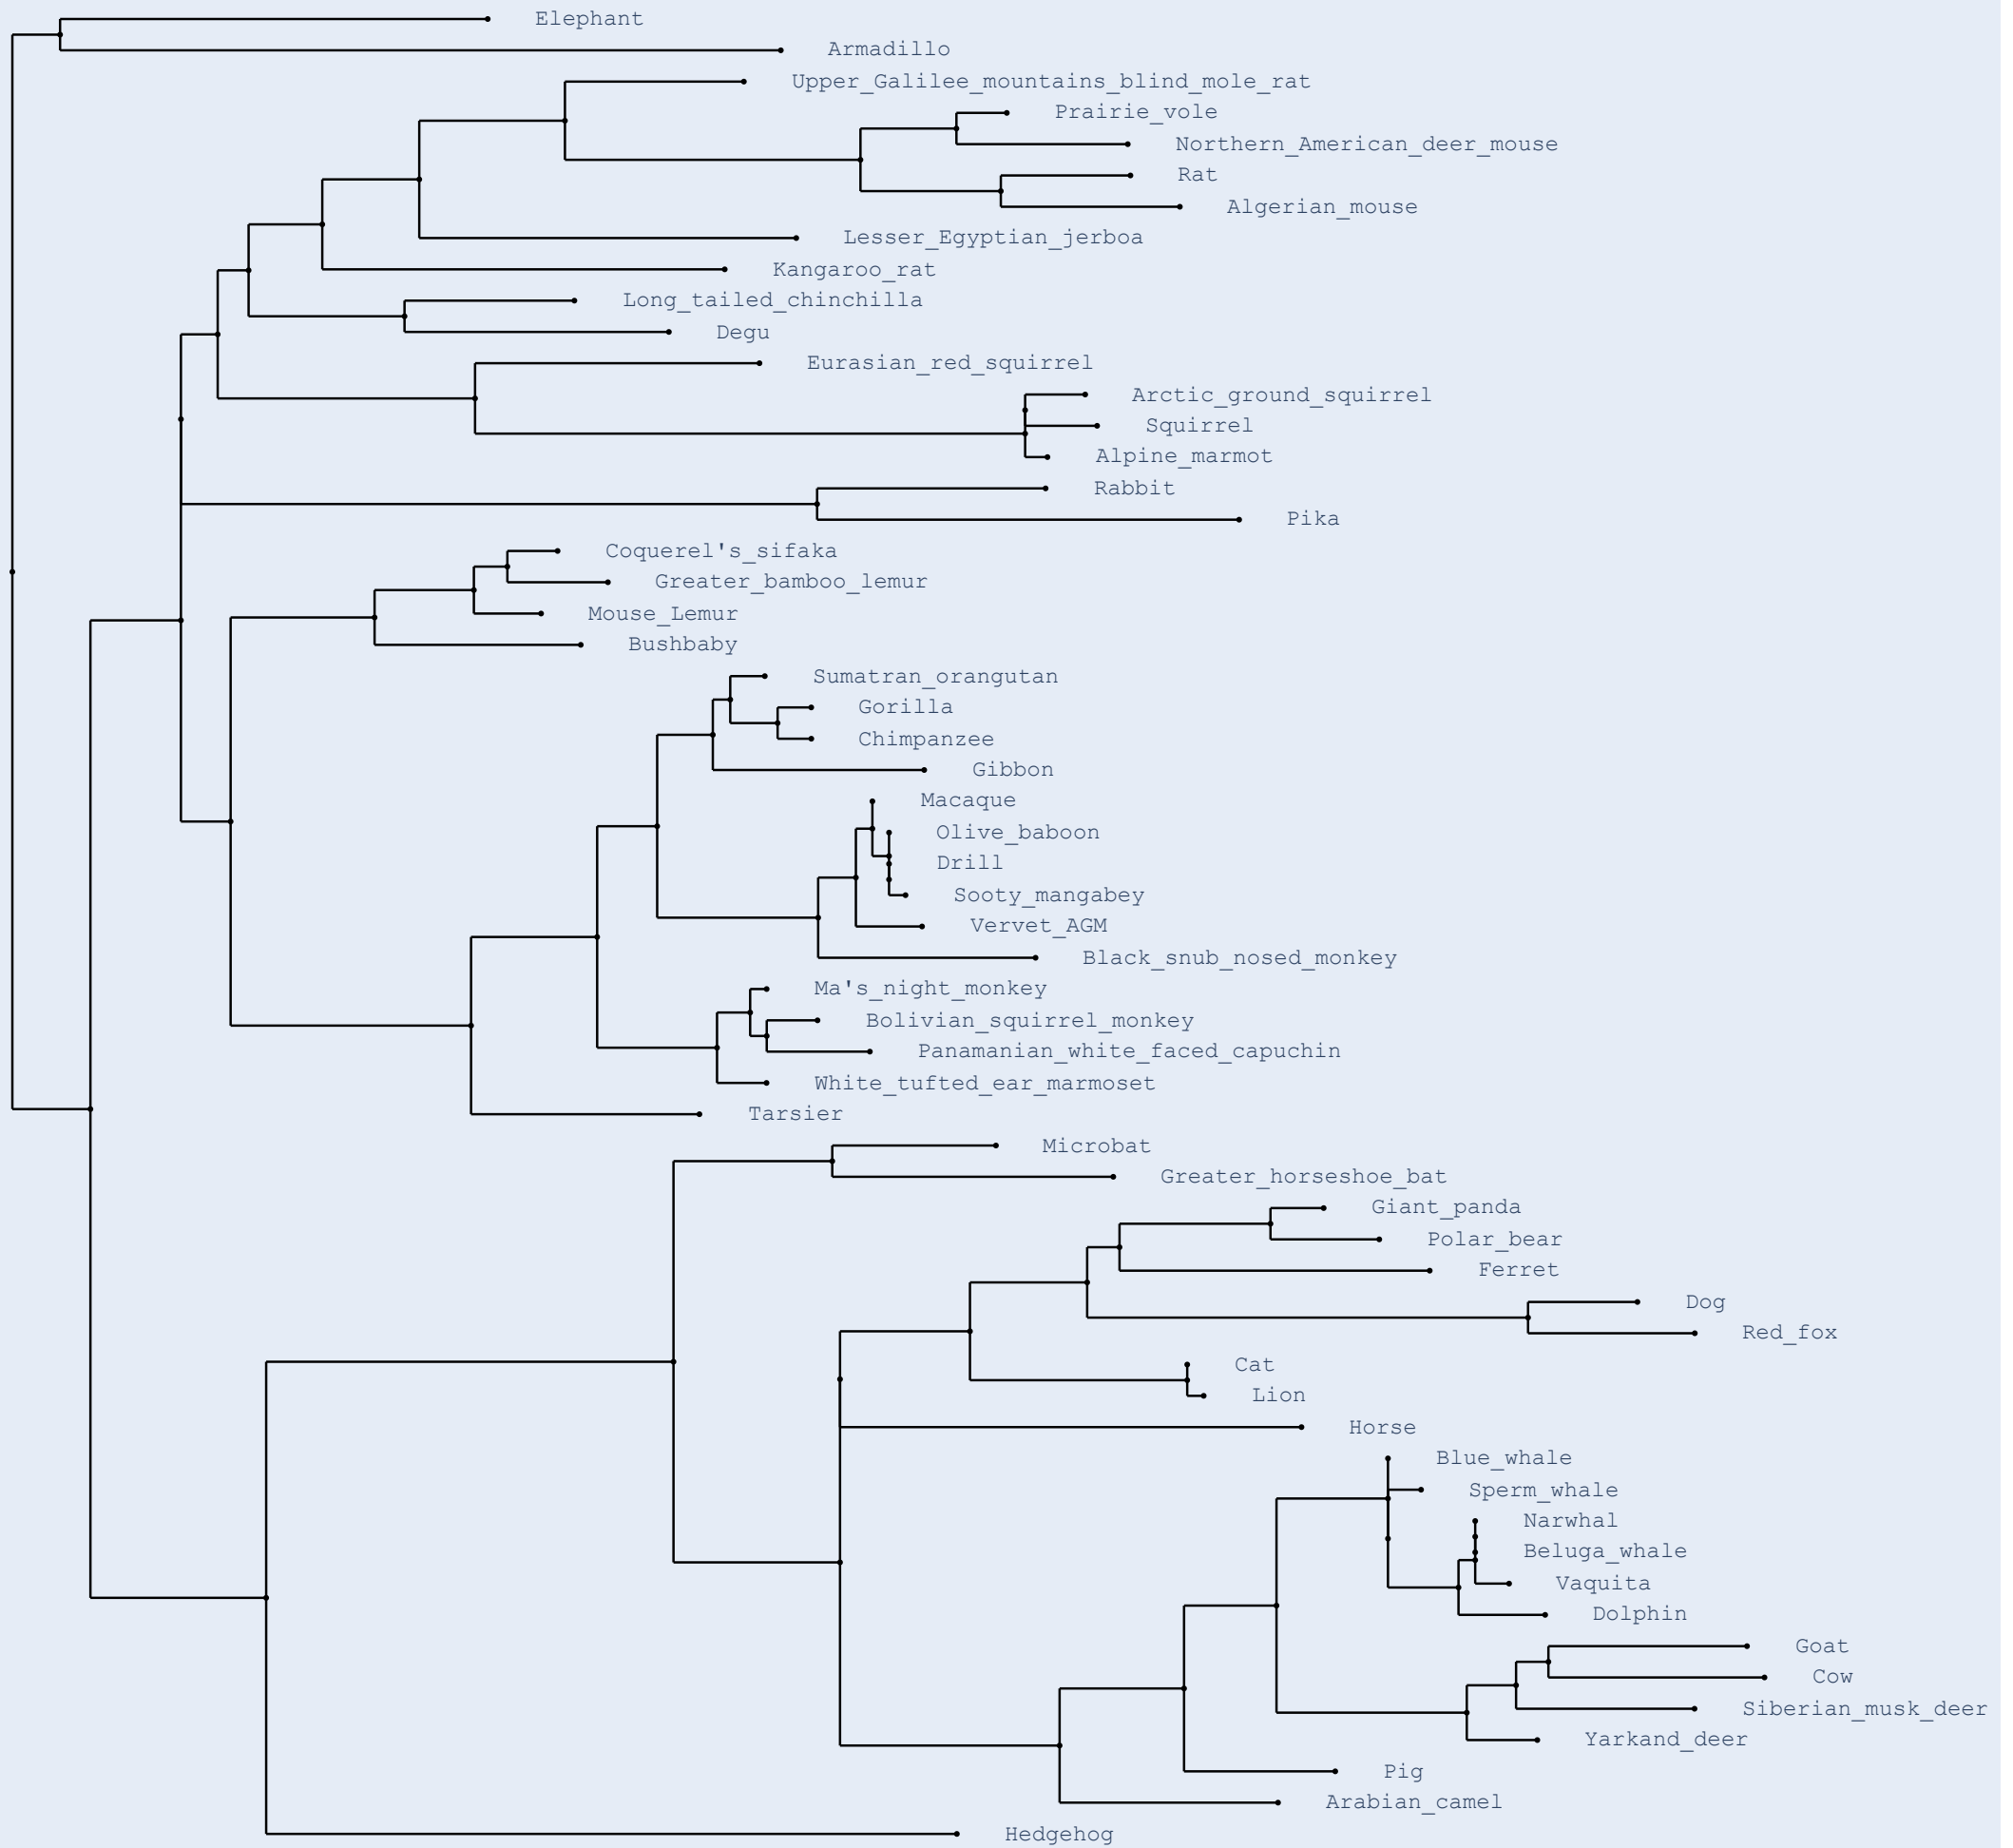 Elephant
Armadillo
Upper_Galilee_mountains_blind_mole_rat
Prairie_vole
Northern_American_deer_mouse
Rat
Algerian_mouse
Lesser_Egyptian_jerboa
Kangaroo_rat
Long_tailed_chinchilla
Degu
Eurasian_red_squirrel
Arctic_ground_squirrel
Squirrel
Alpine_marmot
Rabbit
Pika
Coquerel's_sifaka
Greater_bamboo_lemur
Mouse_Lemur
Bushbaby
Sumatran_orangutan
Gorilla
Chimpanzee
Gibbon
Macaque
Olive_baboon
Drill
Sooty_mangabey
Vervet_AGM
Black_snub_nosed_monkey
Ma's_night_monkey
Bolivian_squirrel_monkey
Panamanian_white_faced_capuchin
White_tufted_ear_marmoset
Tarsier
Microbat
Greater_horseshoe_bat
Giant_panda
Polar_bear
Ferret
Dog
Red_fox
Cat
Lion
Horse
Blue_whale
Sperm_whale
Narwhal
Beluga_whale
Vaquita
Dolphin
Goat
Cow
Siberian_musk_deer
Yarkand_deer
Pig
Arabian_camel
Hedgehog